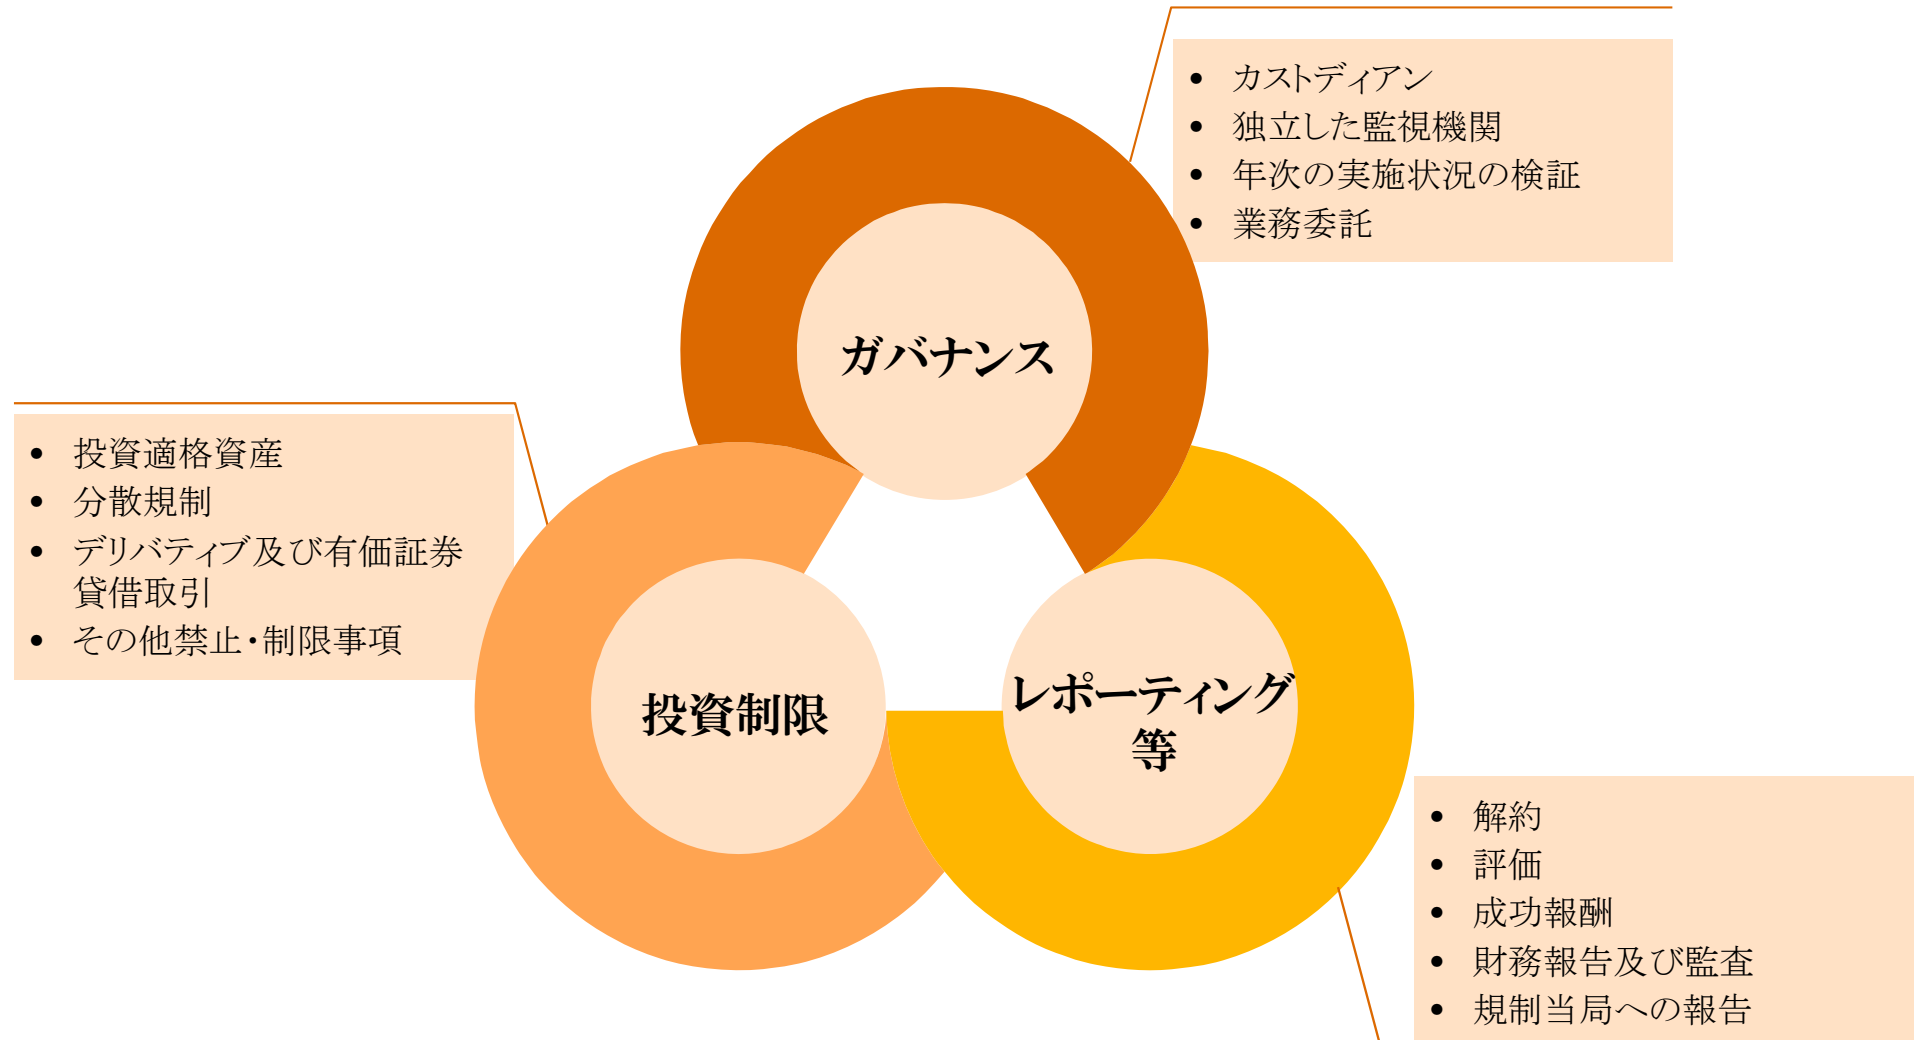 • カストディアン
• 独立した監視機関
• 年次の実施状況の検証
• 業務委託
ガバナンス
• 投資適格資産
• 分散規制
• デリバティブ及び有価証券
貸借取引
• その他禁止・制限事項
投資制限
レポーティング
等
• 解約
• 評価
• 成功報酬
• 財務報告及び監査
• 規制当局への報告